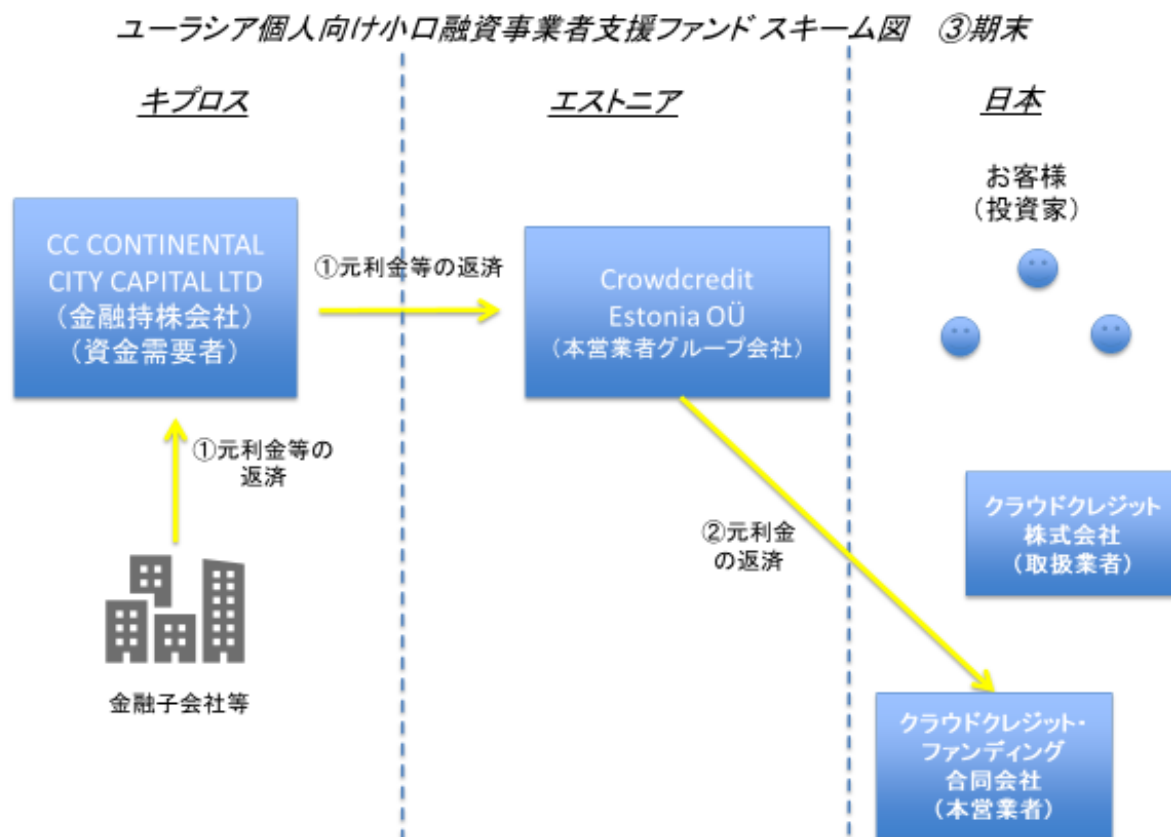 ユーラシア個人向け小口融資事業者支援ファンド スキーム図　③期末
キプロス
エストニア
日本
お客様
（投資家）
CC CONTINENTAL
CITY CAPITAL LTD
（金融持株会社）
（資金需要者）
①元利金等の返済
Crowdcredit
Estonia OÜ
（本営業者グループ会社）
①元利金等の
返済
②元利金
の返済
クラウドクレジット
株式会社
（取扱業者）
金融子会社等
クラウドクレジット・
ファンディング
合同会社
（本営業者）